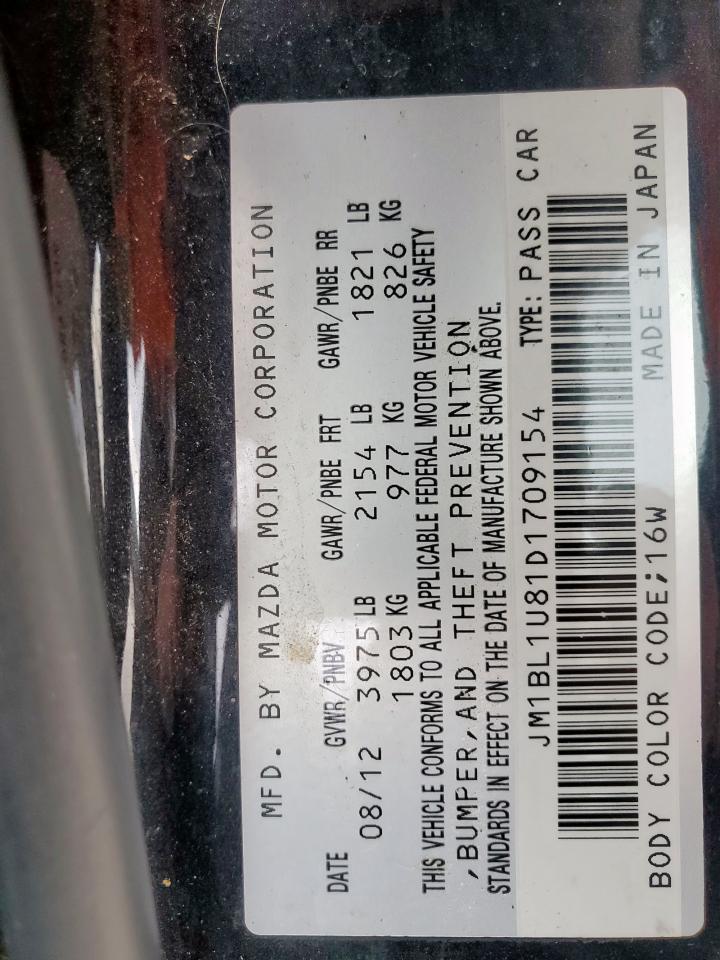 MFD. BY MAZDA MOTOR CORPORATION
DATE GVWR/PNBV GAWR/PNBE FRT GAWR/PNBE RR
08/12 3975 LB 2154 LB 1821 LB
1803 KG 977 KG 826 KG
THIS VEHICLE CONFORMS TO ALL APPLICABLE FEDERAL MOTOR VEHICLE SAFETY
,BUMPER,AND THEFT PREVENTION
STANDARDS IN EFFECT ON THE DATE OF MANUFACTURE SHOWN ABOVE.
JM1BL1U81D1709154 TYPE: PASS CAR
BODY COLOR CODE;16W MADE IN JAPAN